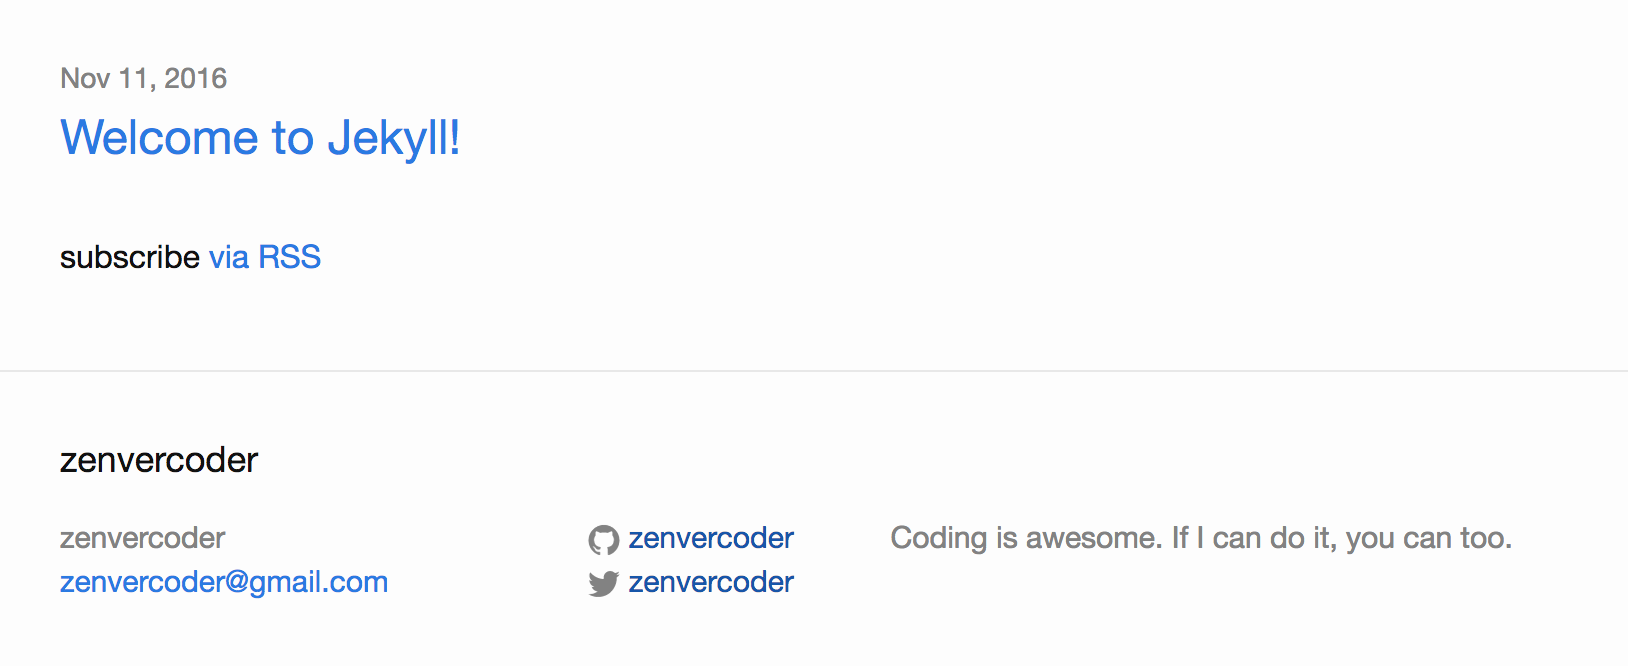 Nov 11, 2016
Welcome to Jekyll!
subscribe via RSS
zenvercoder
zenvercoder
zenvercoder@gmail.com
zenvercoder
zenvercoder
Coding is awesome. If I can do it, you can too.